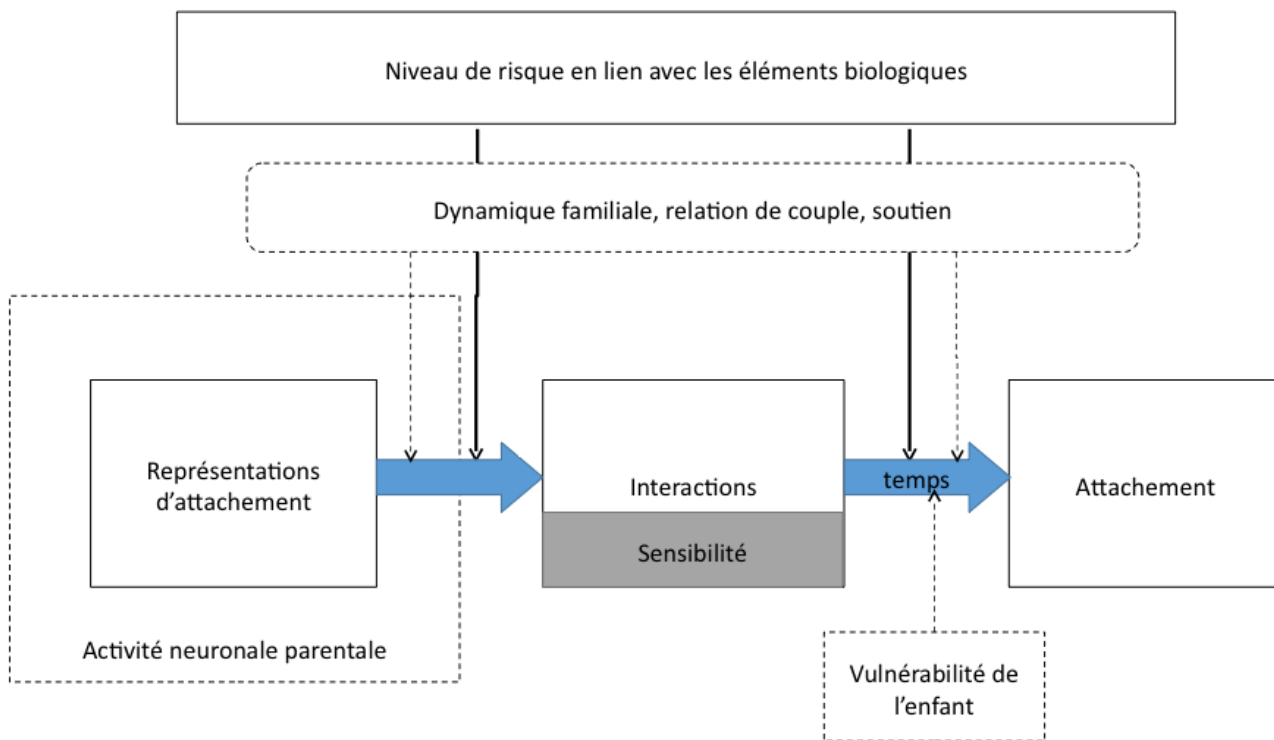 Niveau de risque en lien avec les éléments biologiques
Dynamique familiale, relation de couple, soutien
Représentations
d'attachement
Interactions
temps
Attachement
Sensibilité
Activité neuronale parentale
Vulnérabilité de
l'enfant